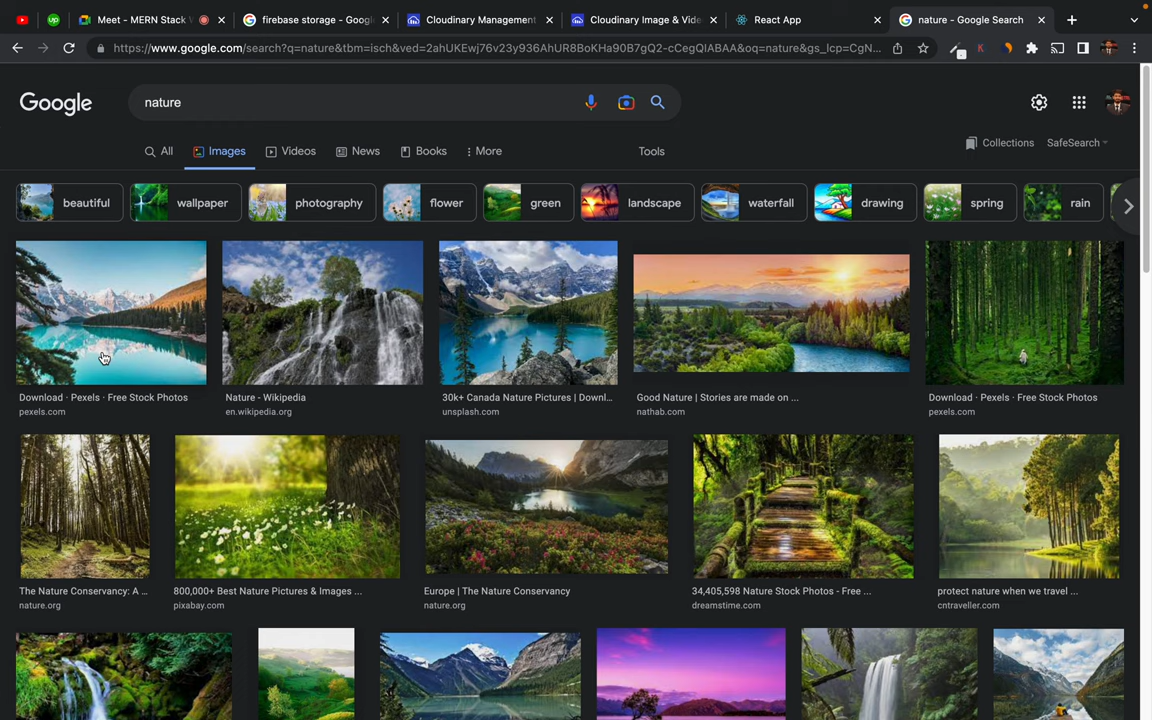 Meet - MERN Stack W
firebase storage - Google
Cloudinary Management
Cloudinary Image & Vide
React App
nature - Google Search
https://www.google.com/search?q=nature&tbm=isch&ved=2ahUKEwj76v23y936AhUR8BoKHa90B7gQ2-cCegQIABAA&oq=nature&gs_lcp=CgN...
Google
nature
All
Images
Videos
News
Books
More
Tools
Collections
SafeSearch
beautiful
wallpaper
photography
flower
green
landscape
waterfall
drawing
spring
rain
Download · Pexels · Free Stock Photos
pexels.com
Nature - Wikipedia
en.wikipedia.org
30k+ Canada Nature Pictures | Downl...
unsplash.com
Good Nature | Stories are made on ...
nathab.com
Download · Pexels · Free Stock Photos
pexels.com
The Nature Conservancy: A ...
nature.org
800,000+ Best Nature Pictures & Images ...
pixabay.com
Europe | The Nature Conservancy
nature.org
34,405,598 Nature Stock Photos - Free ...
dreamstime.com
protect nature when we travel ...
cntraveller.com